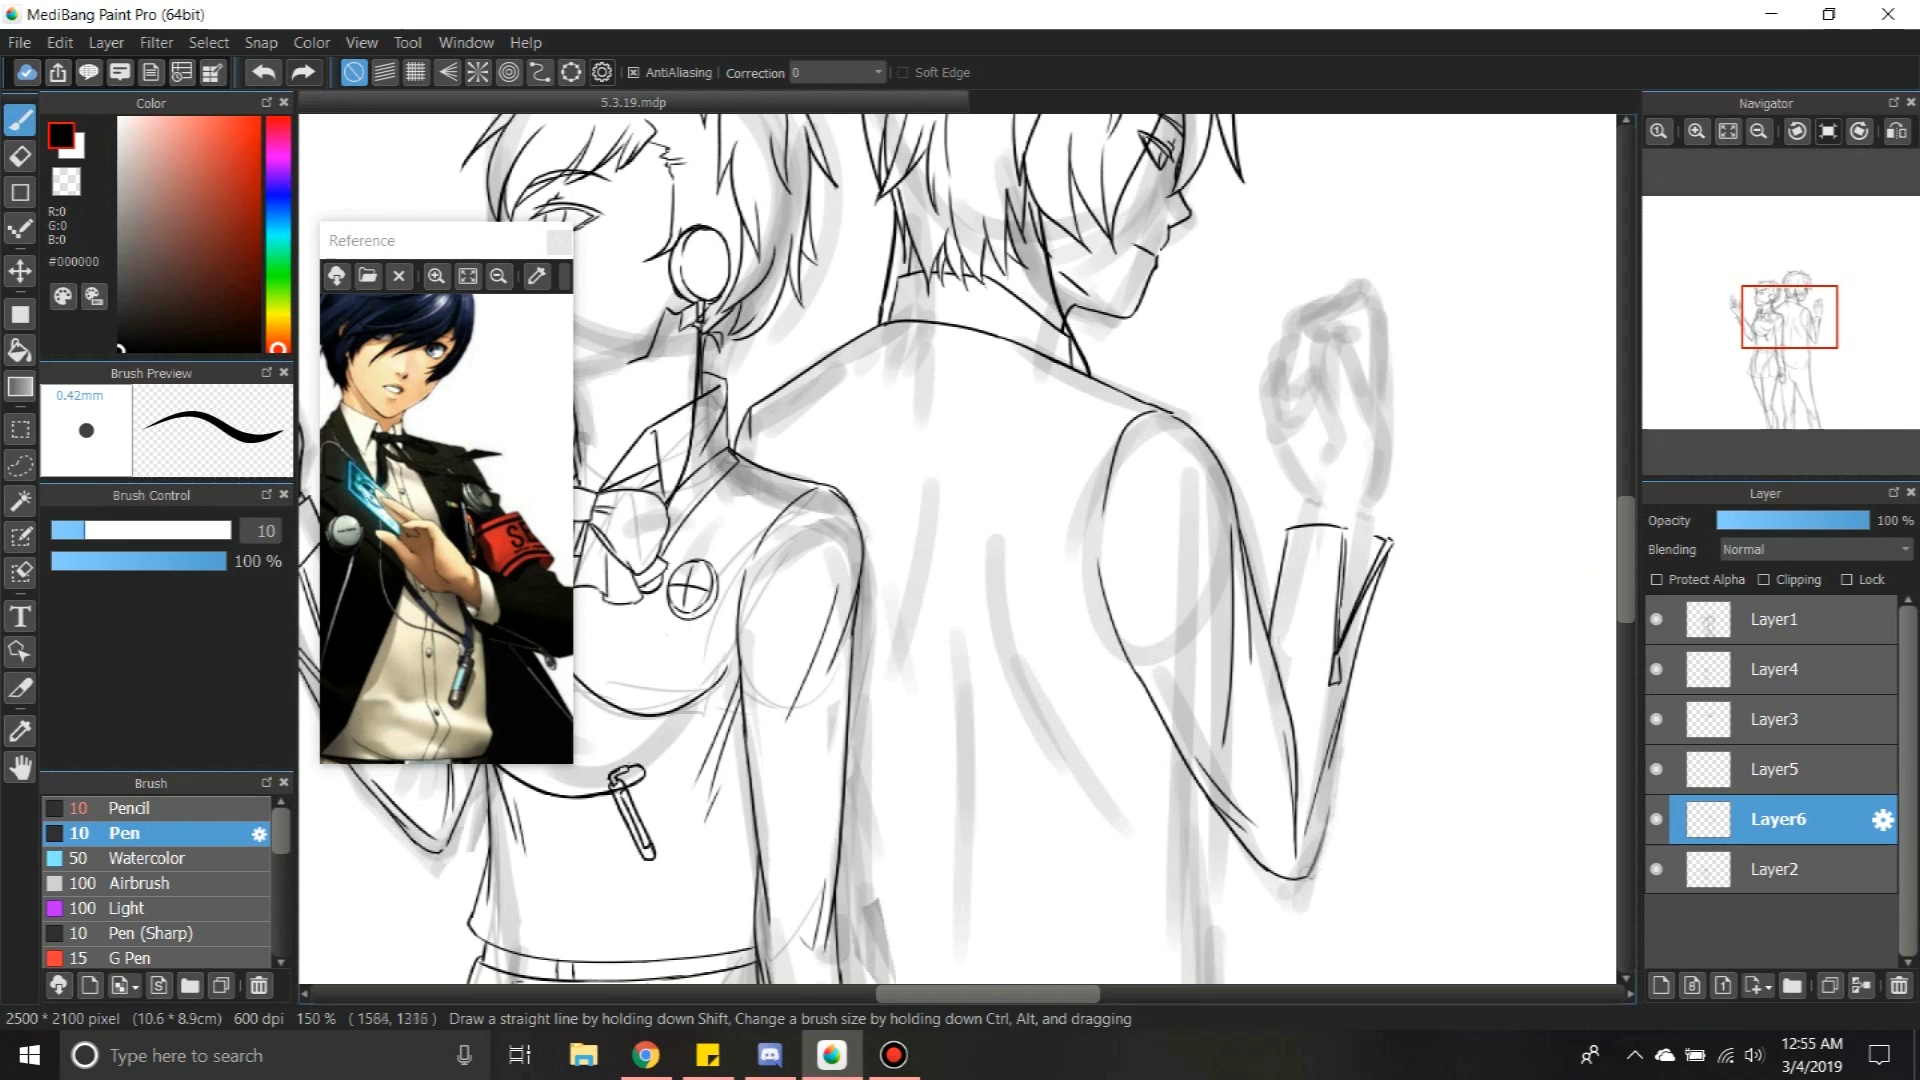 MediBang Paint Pro (64bit)
File Edit Layer Filter Select Snap Color View Tool Window Help
AntiAliasing Correction 0 Soft Edge
Color
5.3.19.mdp
Navigator
R:0
G:0
B:0
#000000
Reference
Brush Preview
0.42mm
Brush Control
10
100 %
Layer
Opacity 100 %
Blending Normal
Protect Alpha Clipping Lock
Layer1
Layer4
Layer3
Layer5
Layer6
Layer2
Brush
10 Pencil
10 Pen
50 Watercolor
100 Airbrush
100 Light
10 Pen (Sharp)
15 G Pen
2500 * 2100 pixel (10.6 * 8.9cm) 600 dpi 150 % Draw a straight line by holding down Shift, Change a brush size by holding down Ctrl, Alt, and dragging
Type here to search
12:55 AM
3/4/2019